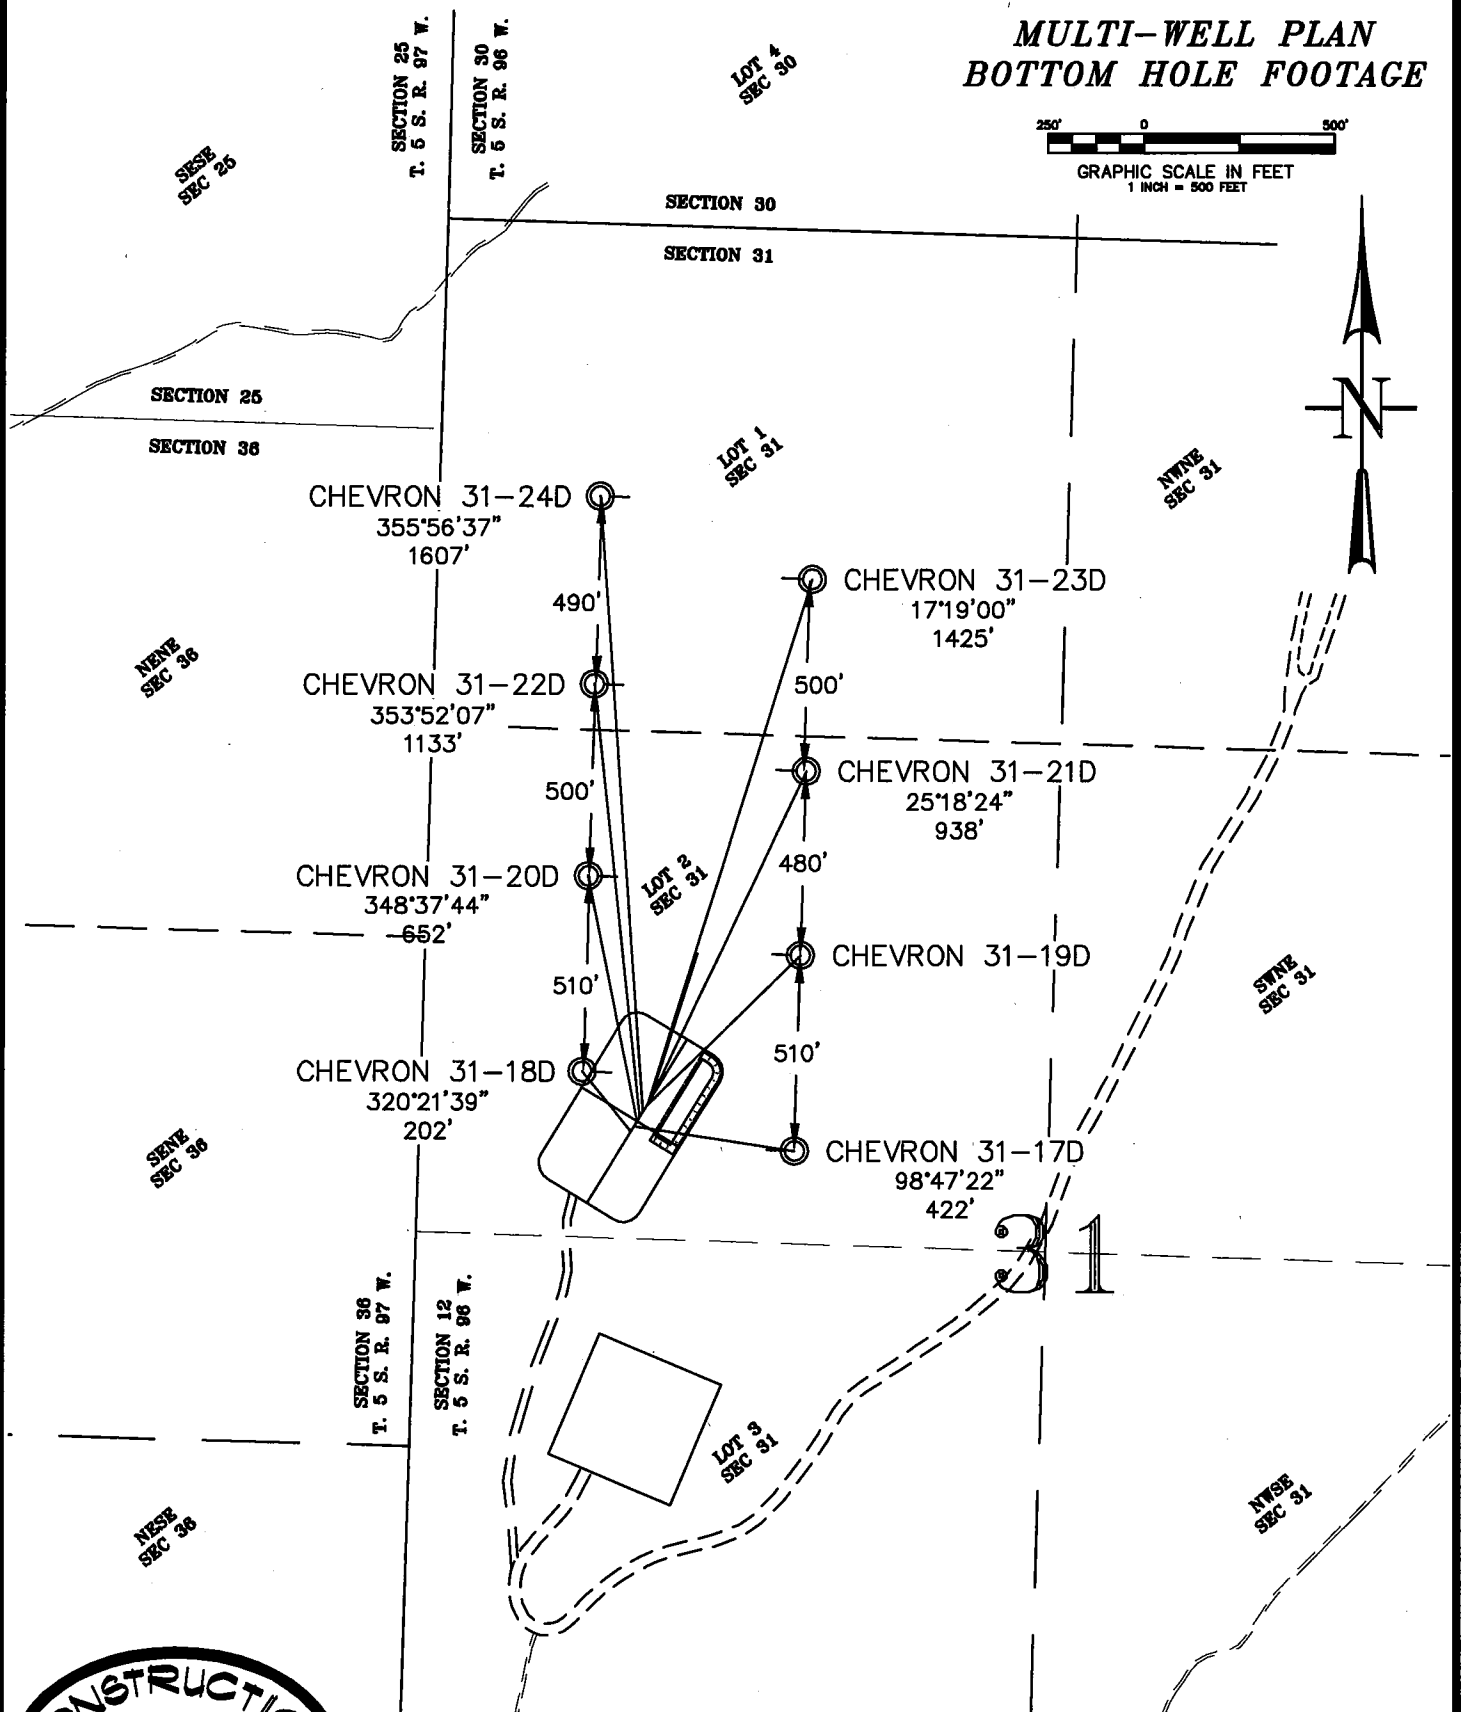 MULTI-WELL PLAN
BOTTOM HOLE FOOTAGE
250' 0 500'
GRAPHIC SCALE IN FEET
1 INCH = 500 FEET
SECTION 25
T. 5 S. R. 97 W.
SECTION 30
T. 5 S. R. 96 W.
LOT 4
SEC 30
SESE
SEC 25
SECTION 30
SECTION 31
N
SECTION 25
SECTION 36
LOT 1
SEC 31
NWNE
SEC 31
CHEVRON 31-24D
355°56'37"
1607'
490'
CHEVRON 31-23D
17°19'00"
1425'
500'
NENE
SEC 36
CHEVRON 31-22D
353°52'07"
1133'
500'
CHEVRON 31-21D
25°18'24"
938'
480'
CHEVRON 31-20D
348°37'44"
652'
510'
LOT 2
SEC 31
CHEVRON 31-19D
510'
SWNE
SEC 31
CHEVRON 31-18D
320°21'39"
202'
CHEVRON 31-17D
98°47'22"
422'
SENE
SEC 36
31
SECTION 36
T. 5 S. R. 97 W.
SECTION 12
T. 5 S. R. 96 W.
LOT 3
SEC 31
NESE
SEC 36
NWSE
SEC 31
ONSTRUCTIO